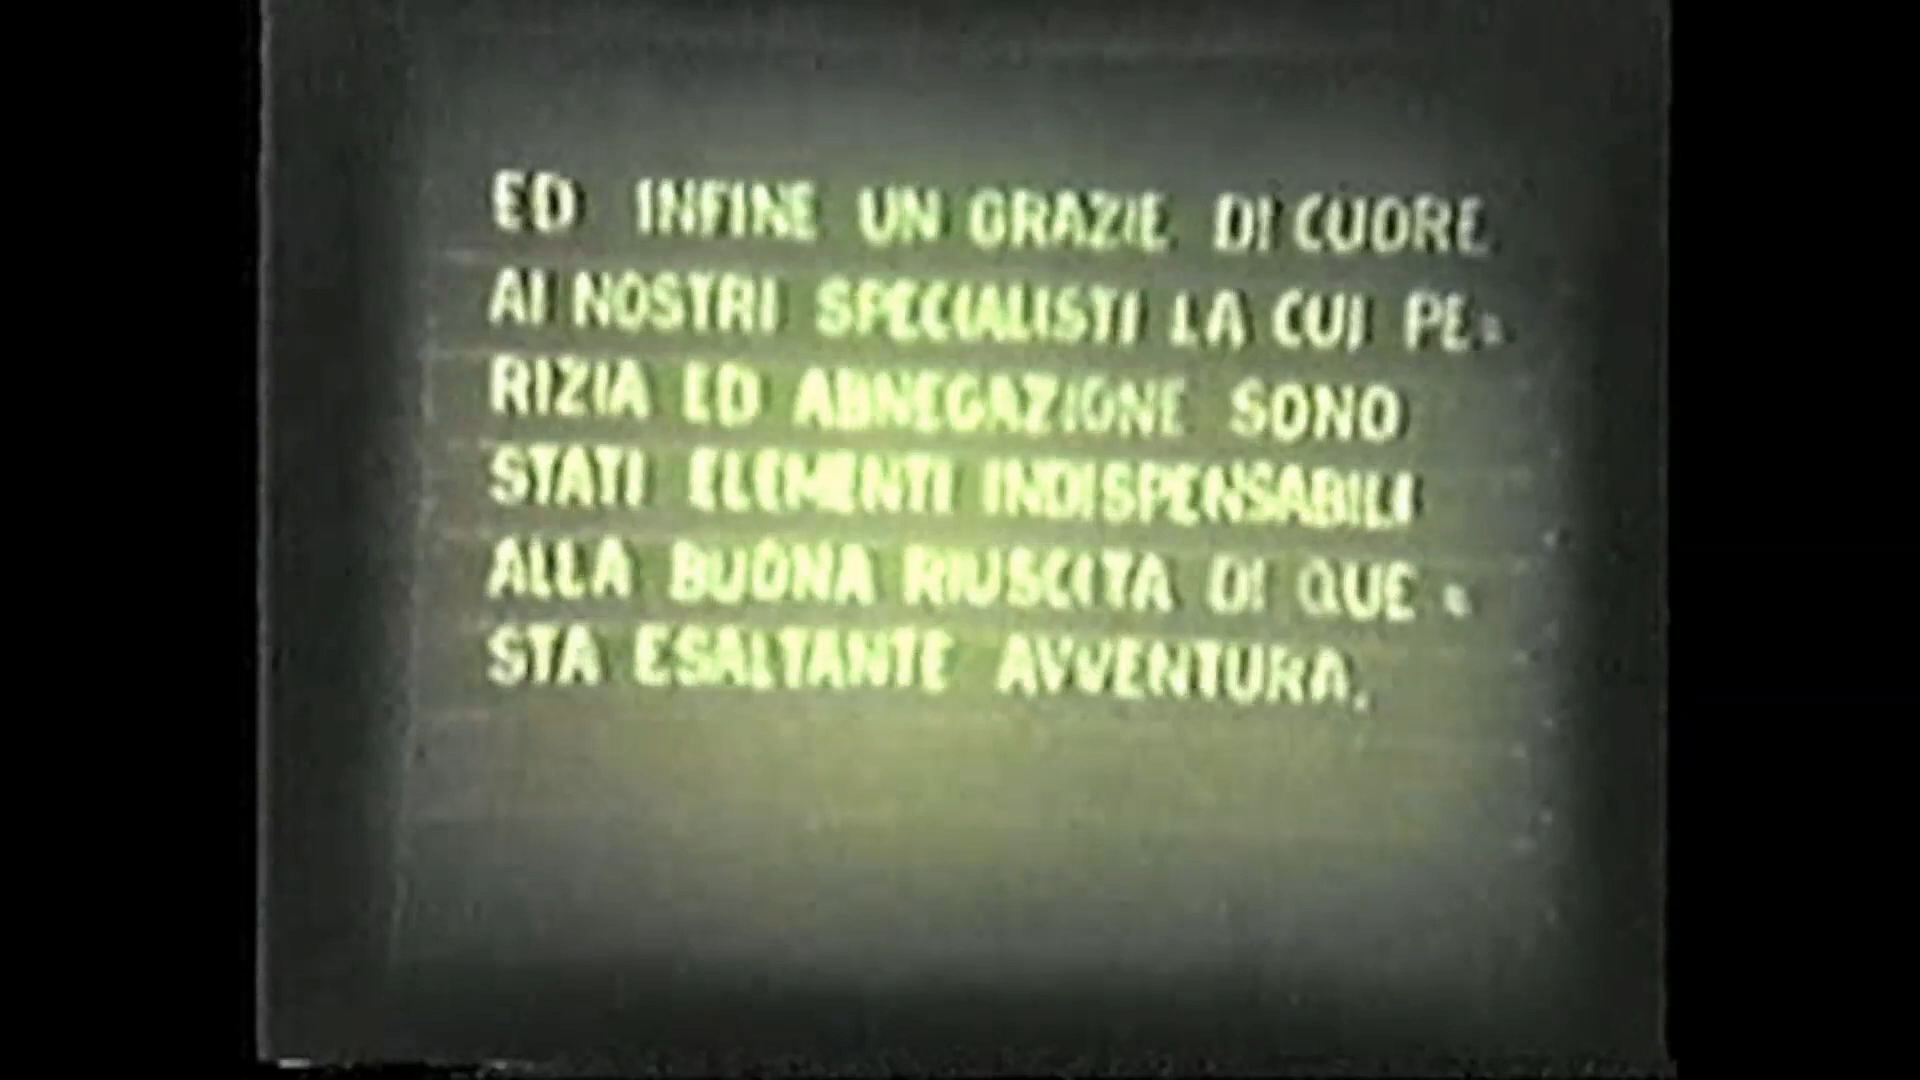 ED INFINE UN GRAZIE DI CUORE
AI NOSTRI SPECIALISTI LA CUI PE-
RIZIA ED ABNEGAZIONE SONO
STATI ELEMENTI INDISPENSABILI
ALLA BUONA RIUSCITA DI QUE-
STA ESALTANTE AVVENTURA.